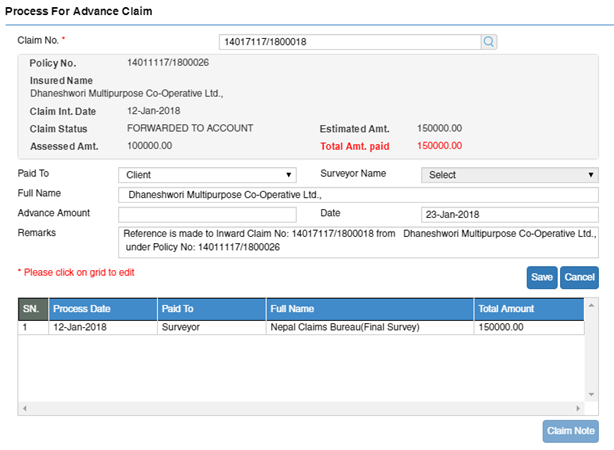 Process For Advance Claim
Claim No. * 14017117/1800018
Policy No. 14011117/1800026
Insured Name
Dhaneshwori Multipurpose Co-Operative Ltd.,
Claim Int. Date 12-Jan-2018
Claim Status FORWARDED TO ACCOUNT Estimated Amt. 150000.00
Assessed Amt. 100000.00 Total Amt. paid 150000.00
Paid To Client Surveyor Name Select
Full Name Dhaneshwori Multipurpose Co-Operative Ltd.,
Advance Amount Date 23-Jan-2018
Remarks Reference is made to Inward Claim No: 14017117/1800018 from Dhaneshwori Multipurpose Co-Operative Ltd.,
under Policy No: 14011117/1800026
* Please click on grid to edit Save Cancel
SN. Process Date Paid To Full Name Total Amount
1 12-Jan-2018 Surveyor Nepal Claims Bureau(Final Survey) 150000.00
Claim Note